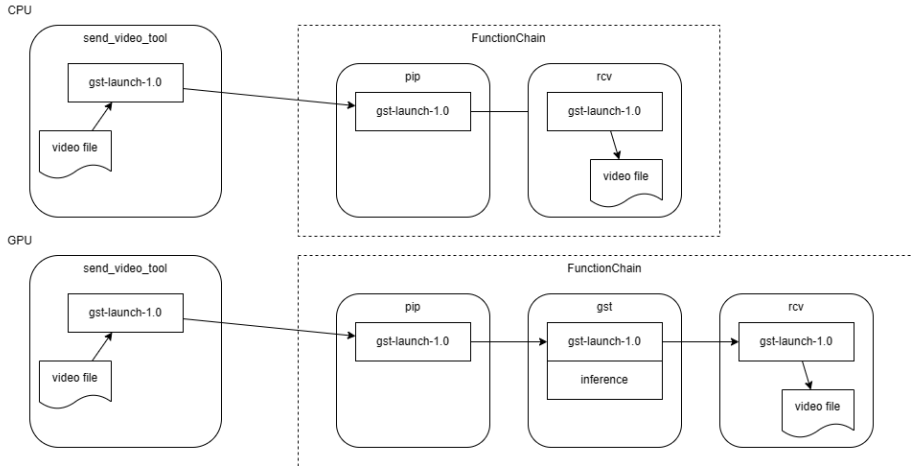 CPU
send_video_tool
FunctionChain
pip
rcv
gst-launch-1.0
gst-launch-1.0
gst-launch-1.0
video file
video file
GPU
send_video_tool
FunctionChain
pip
gst
rcv
gst-launch-1.0
gst-launch-1.0
gst-launch-1.0
gst-launch-1.0
video file
inference
video file